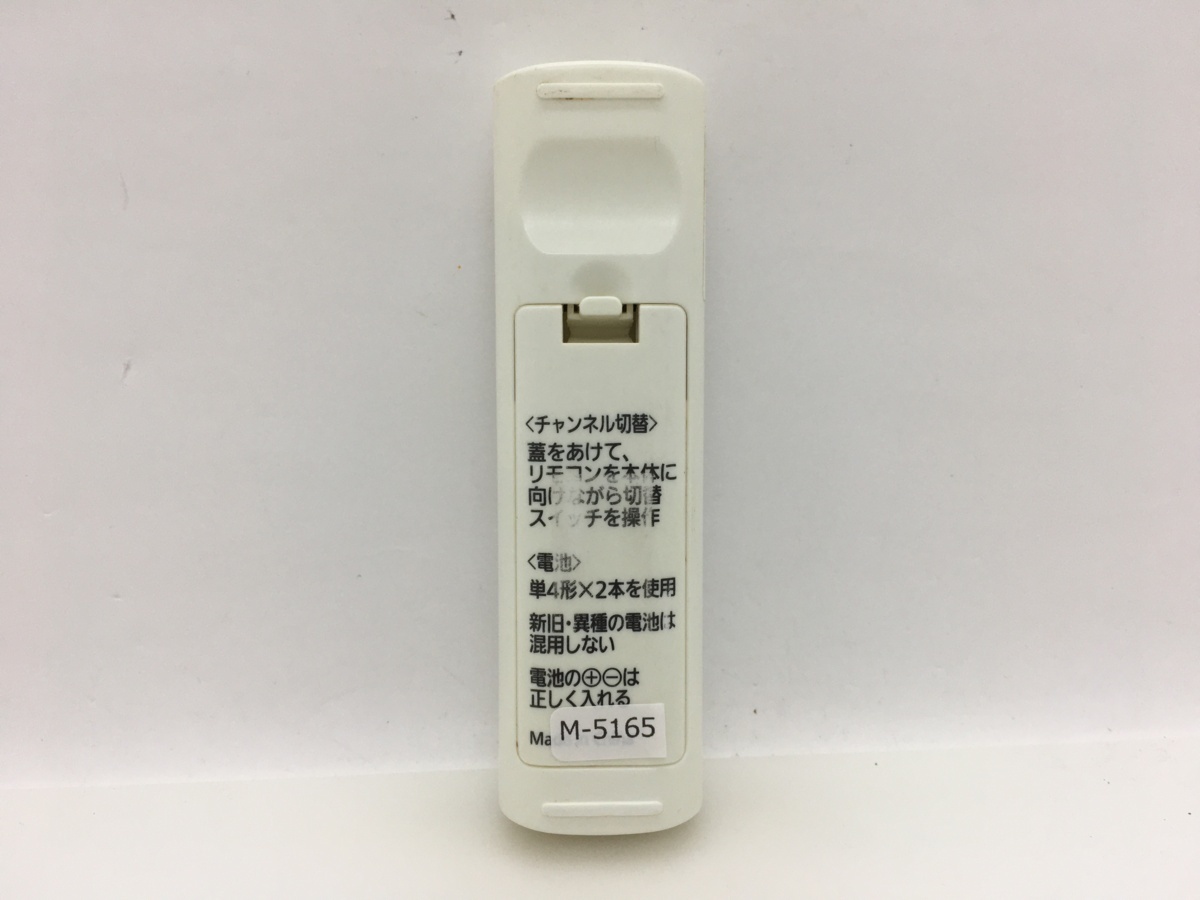 〈チャンネル切替〉
蓋をあけて、
リモコンを本体に
向けながら切替
スイッチを操作
〈電池〉
単4形×2本を使用
新旧・異種の電池は
混用しない
電池の⊕⊖は
正しく入れる
M-5165